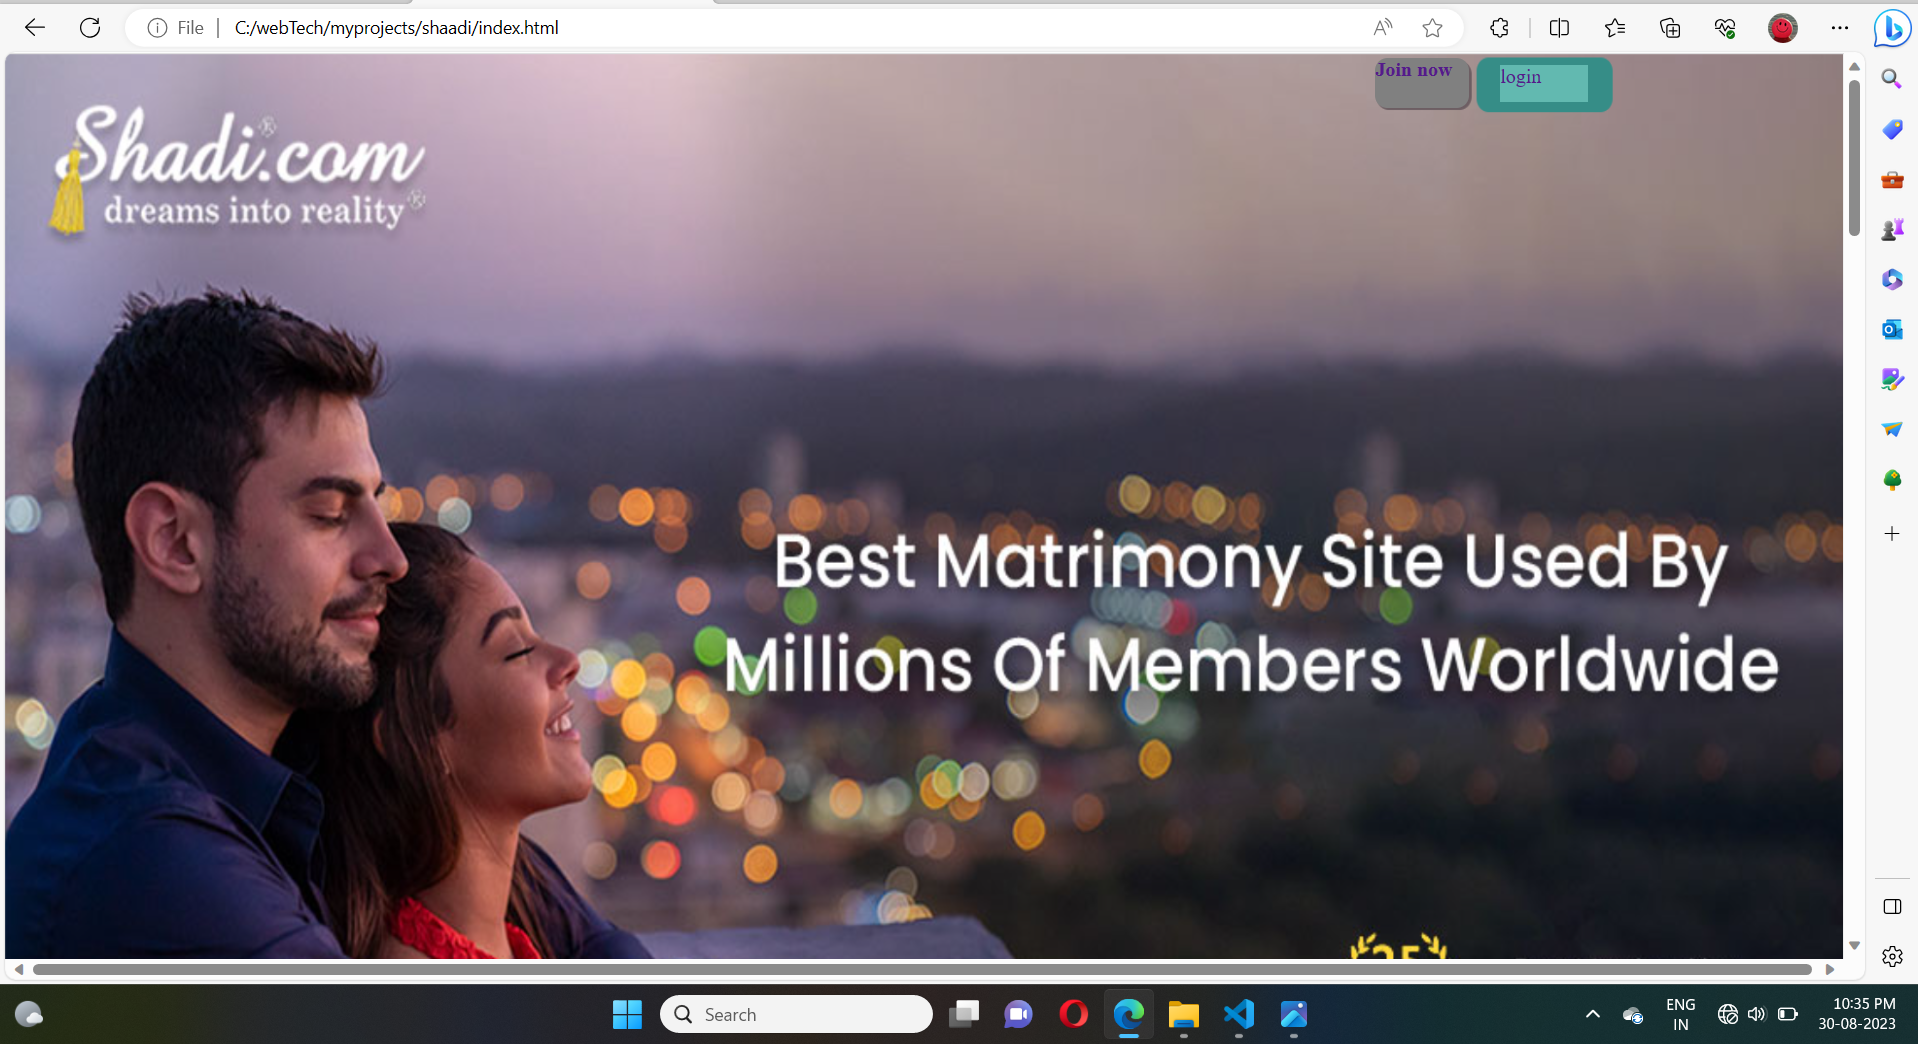 File
C:/webTech/myprojects/shaadi/index.html
Join now
login
Shadi.com®
dreams into reality®
Best Matrimony Site Used By
Millions Of Members Worldwide
25
Search
ENG
IN
10:35 PM
30-08-2023